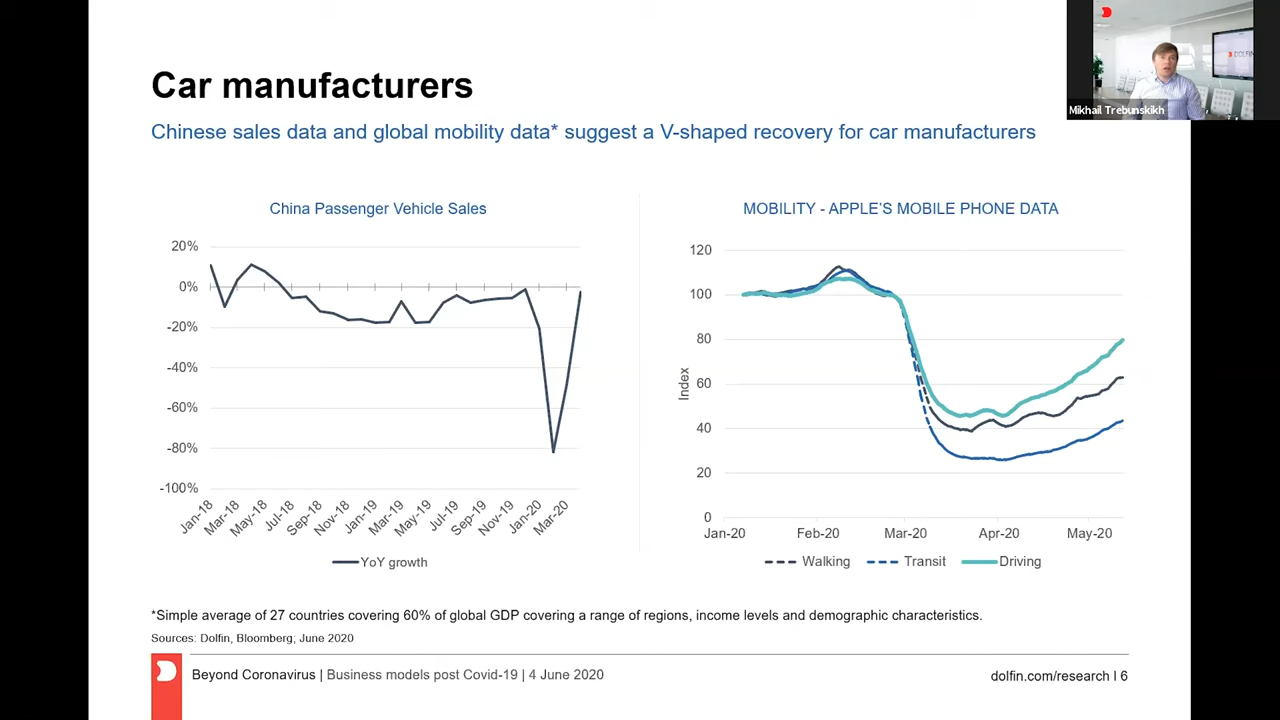 Car manufacturers
Chinese sales data and global mobility data* suggest a V-shaped recovery for car manufacturers
DOLFIN
Mikhail Trebunskikh
China Passenger Vehicle Sales
20%
0%
-20%
-40%
-60%
-80%
-100%
Jan-18
Mar-18
May-18
Jul-18
Sep-18
Nov-18
Jan-19
Mar-19
May-19
Jul-19
Sep-19
Nov-19
Jan-20
Mar-20
YoY growth
MOBILITY - APPLE'S MOBILE PHONE DATA
Index
120
100
80
60
40
20
0
Jan-20
Feb-20
Mar-20
Apr-20
May-20
Walking
Transit
Driving
*Simple average of 27 countries covering 60% of global GDP covering a range of regions, income levels and demographic characteristics.
Sources: Dolfin, Bloomberg; June 2020
Beyond Coronavirus | Business models post Covid-19 | 4 June 2020
dolfin.com/research I 6